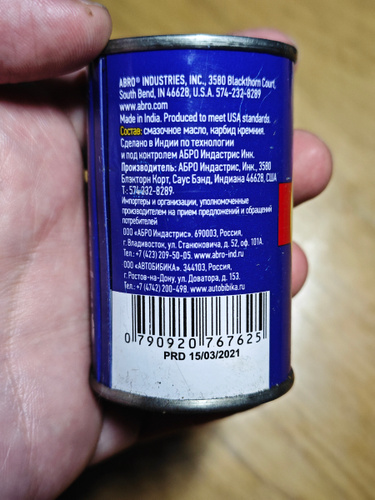 ABRO® INDUSTRIES, INC., 3580 Blackthorn Court,
South Bend, IN 46628, U.S.A. 574-232-8289
www.abro.com
Made in India. Produced to meet USA standards.
Состав: смазочное масло, карбид кремния.
Сделано в Индии по технологии
и под контролем АБРО Индастрис Инк.
Производитель: АБРО Индастрис, Инк., 3580
Блэкторн Корт, Саус Бэнд, Индиана 46628, США
Т: 574-232-8289.
Импортеры и организации, уполномоченные
производителем на прием предложений и обращений
потребителей
ООО «АБРО Индастрис». 690003, Россия,
г. Владивосток, ул. Станюковича, д. 52, оф. 101А.
Тел.: +7 (423) 209-50-05. www.abro-ind.ru
ООО «АВТОБИБИКА». 344103, Россия,
г. Ростов-на-Дону, ул. Доватора, д. 153.
Тел.: +7 (4742) 200-498. www.autobibika.ru
0 790920 767625
PRD 15/03/2021